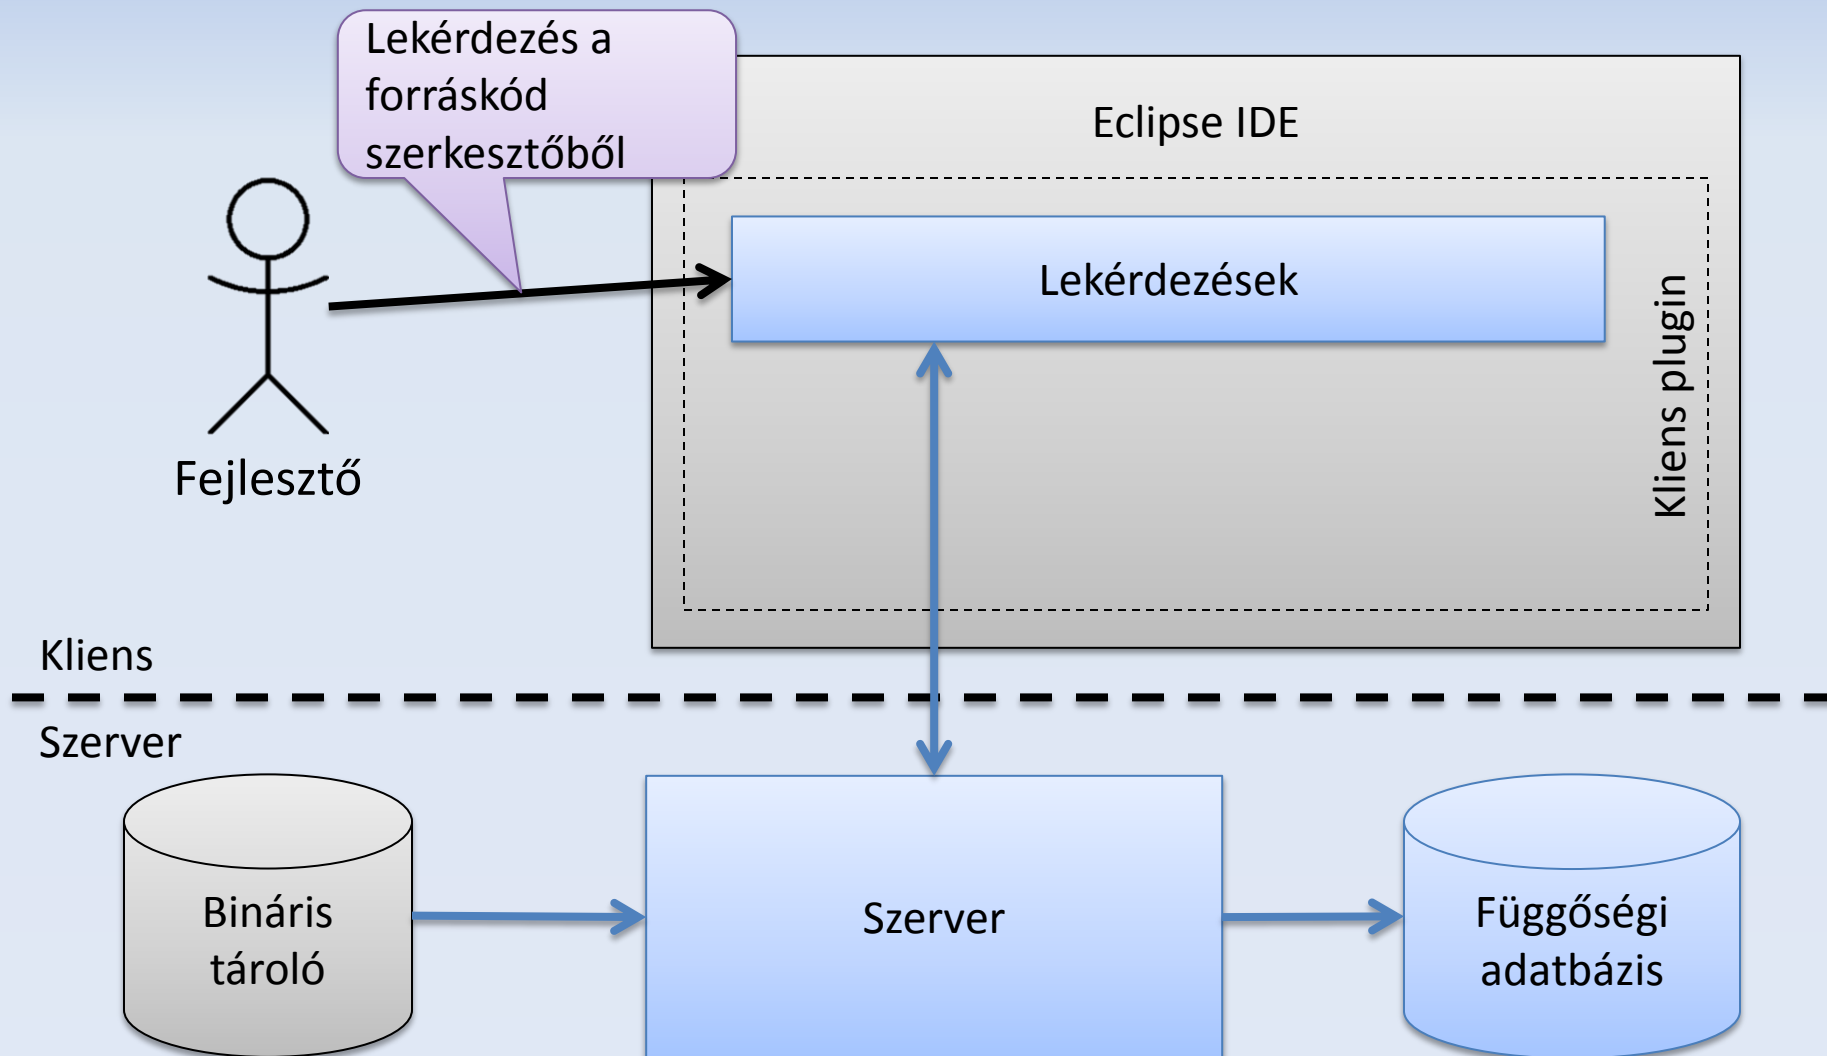 Lekérdezés a
forráskód
szerkesztőből
Eclipse IDE
Lekérdezések
Kliens plugin
Fejlesztő
Kliens
Szerver
Bináris
tároló
Szerver
Függőségi
adatbázis